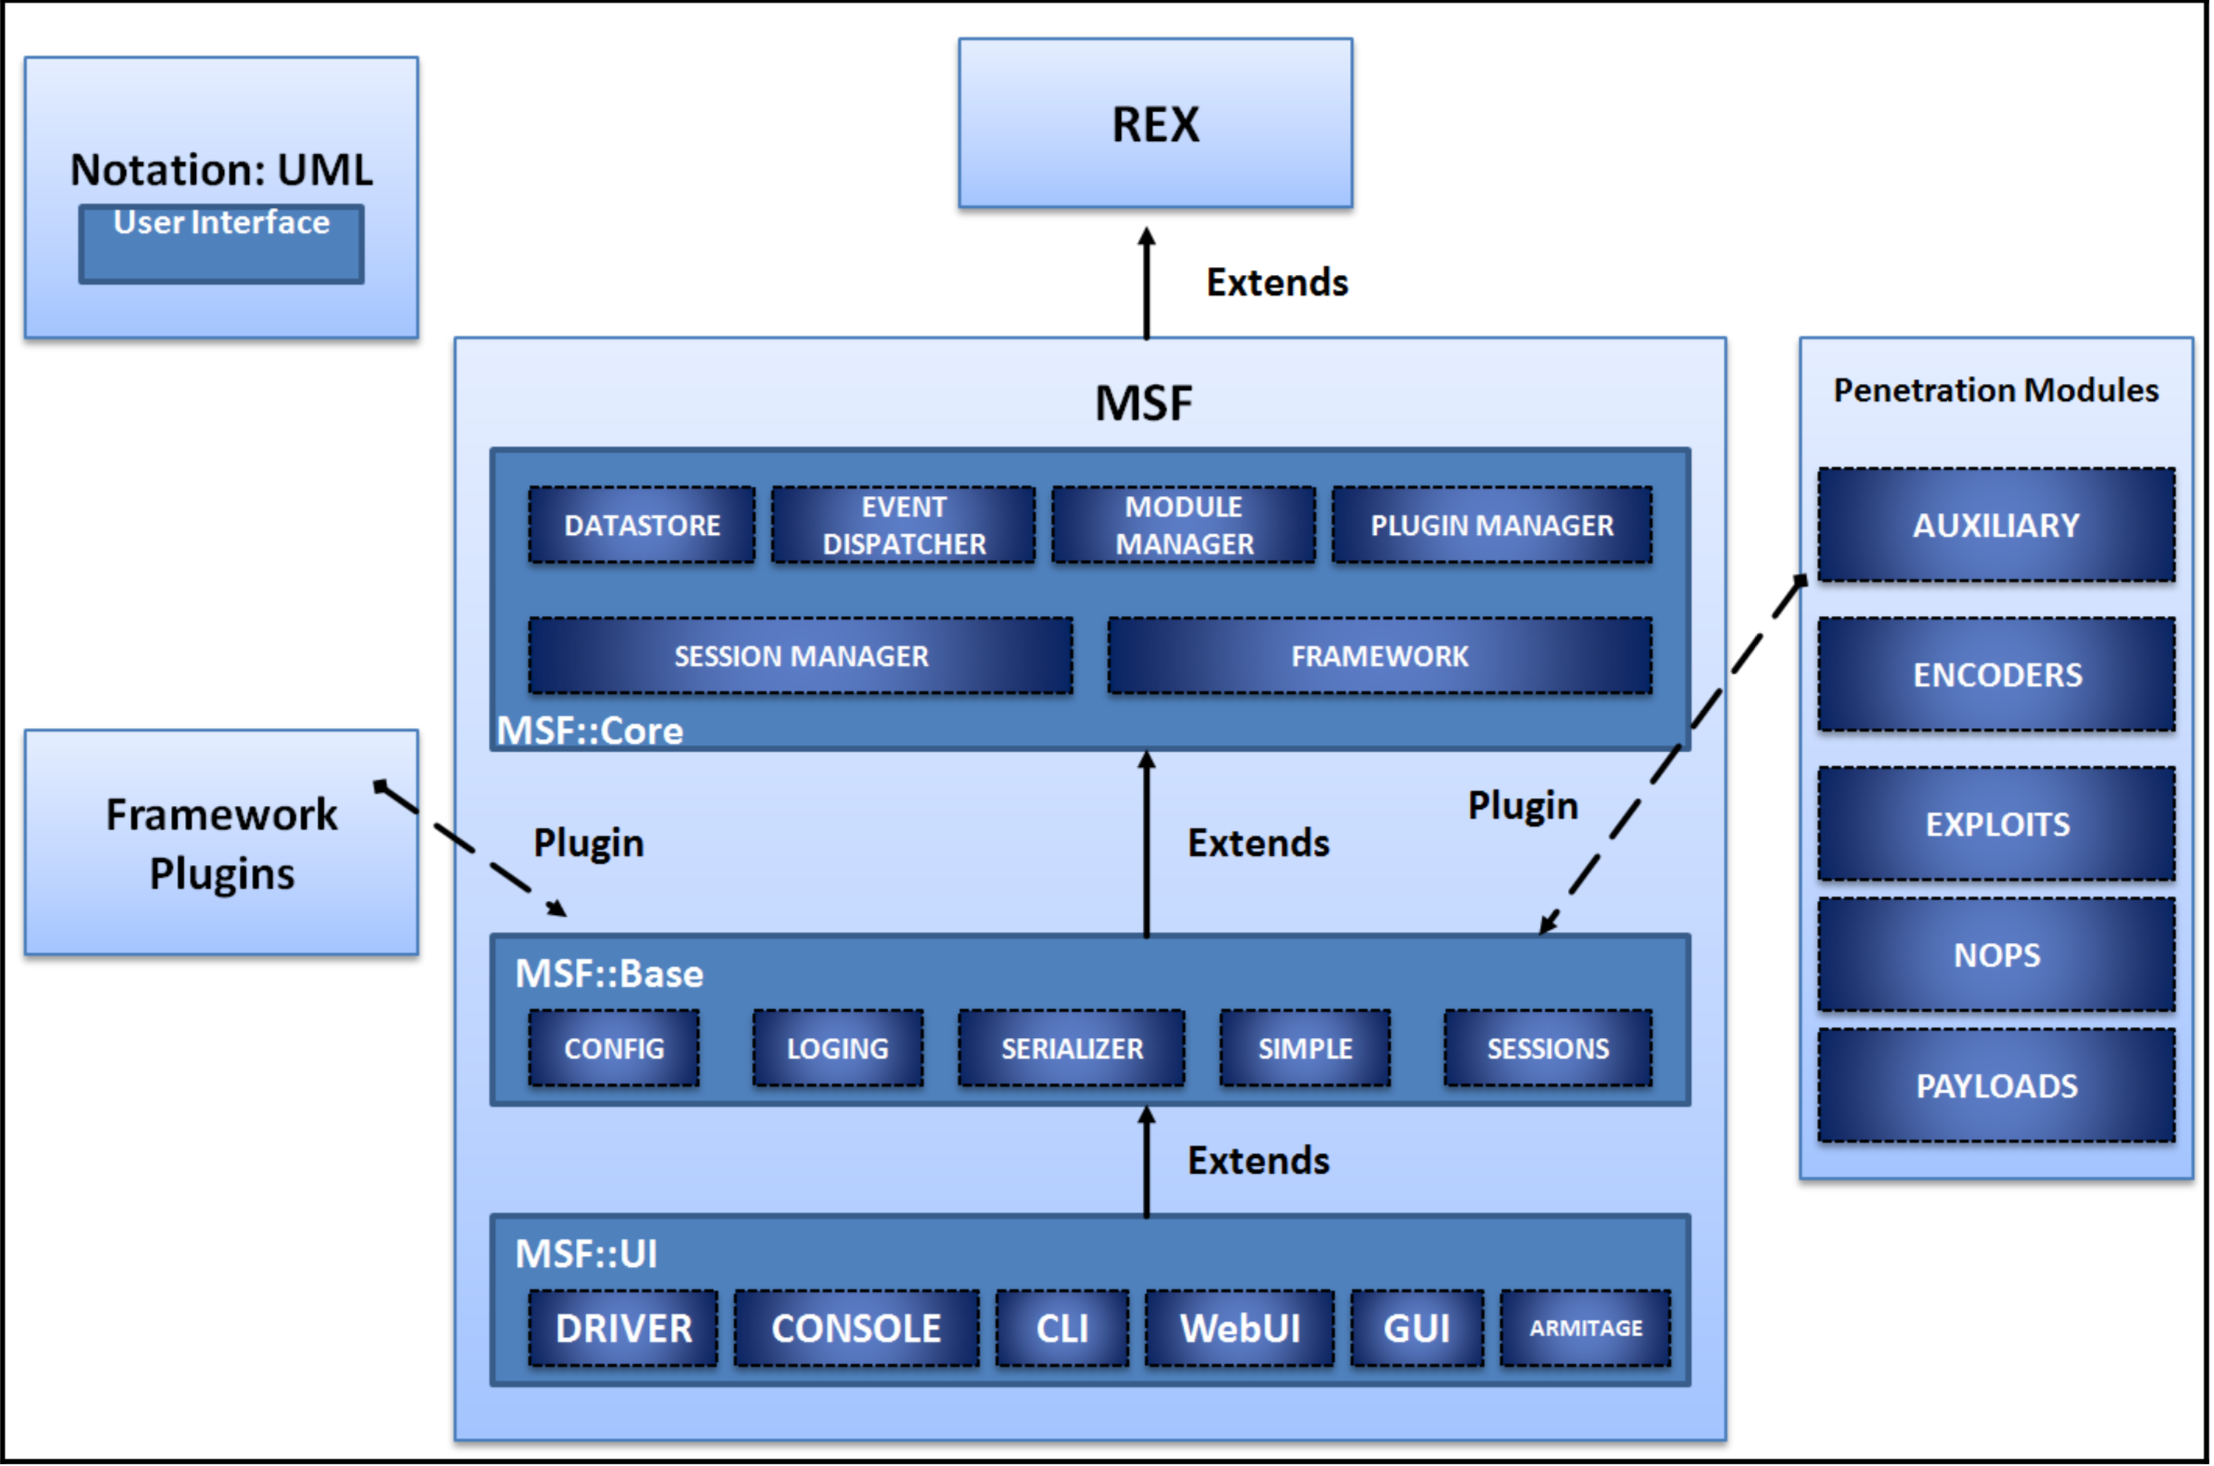 Notation: UML
User Interface
REX
Extends
MSF
DATASTORE
EVENT
DISPATCHER
MODULE
MANAGER
PLUGIN MANAGER
SESSION MANAGER
FRAMEWORK
MSF::Core
Framework
Plugins
Plugin
Extends
Plugin
MSF::Base
CONFIG
LOGING
SERIALIZER
SIMPLE
SESSIONS
Extends
MSF::UI
DRIVER
CONSOLE
CLI
WebUI
GUI
ARMITAGE
Penetration Modules
AUXILIARY
ENCODERS
EXPLOITS
NOPS
PAYLOADS